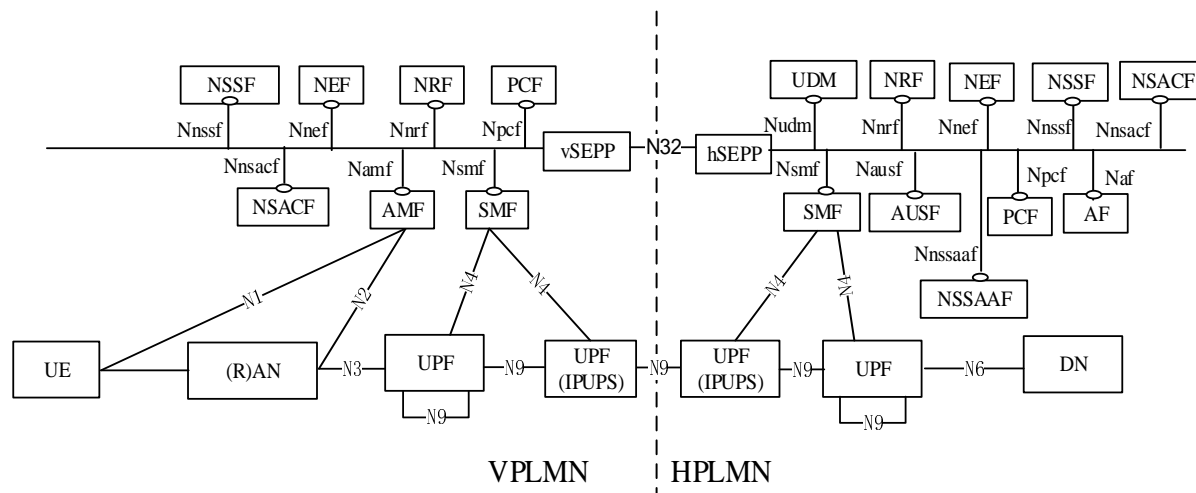 NSSF NEF NRF PCF UDM NRF NEF NSSF NSACF
Nnssf Nnef Nnrf Npcf Nudm Nnrf Nnef Nnssf Nnsacf
vSEPP N32 hSEPP
Nnsacf Namf Nsmf Nsmf Nausf Npcf Naf
NSACF AMF SMF SMF AUSF PCF AF
Nnssaaf
N1 N2 N4 N4 N4 N4
NSSAAF
UE (R)AN N3 UPF N9 UPF
(IPUPS) N9 UPF
(IPUPS) N9 UPF N6 DN
N9 N9
VPLMN HPLMN